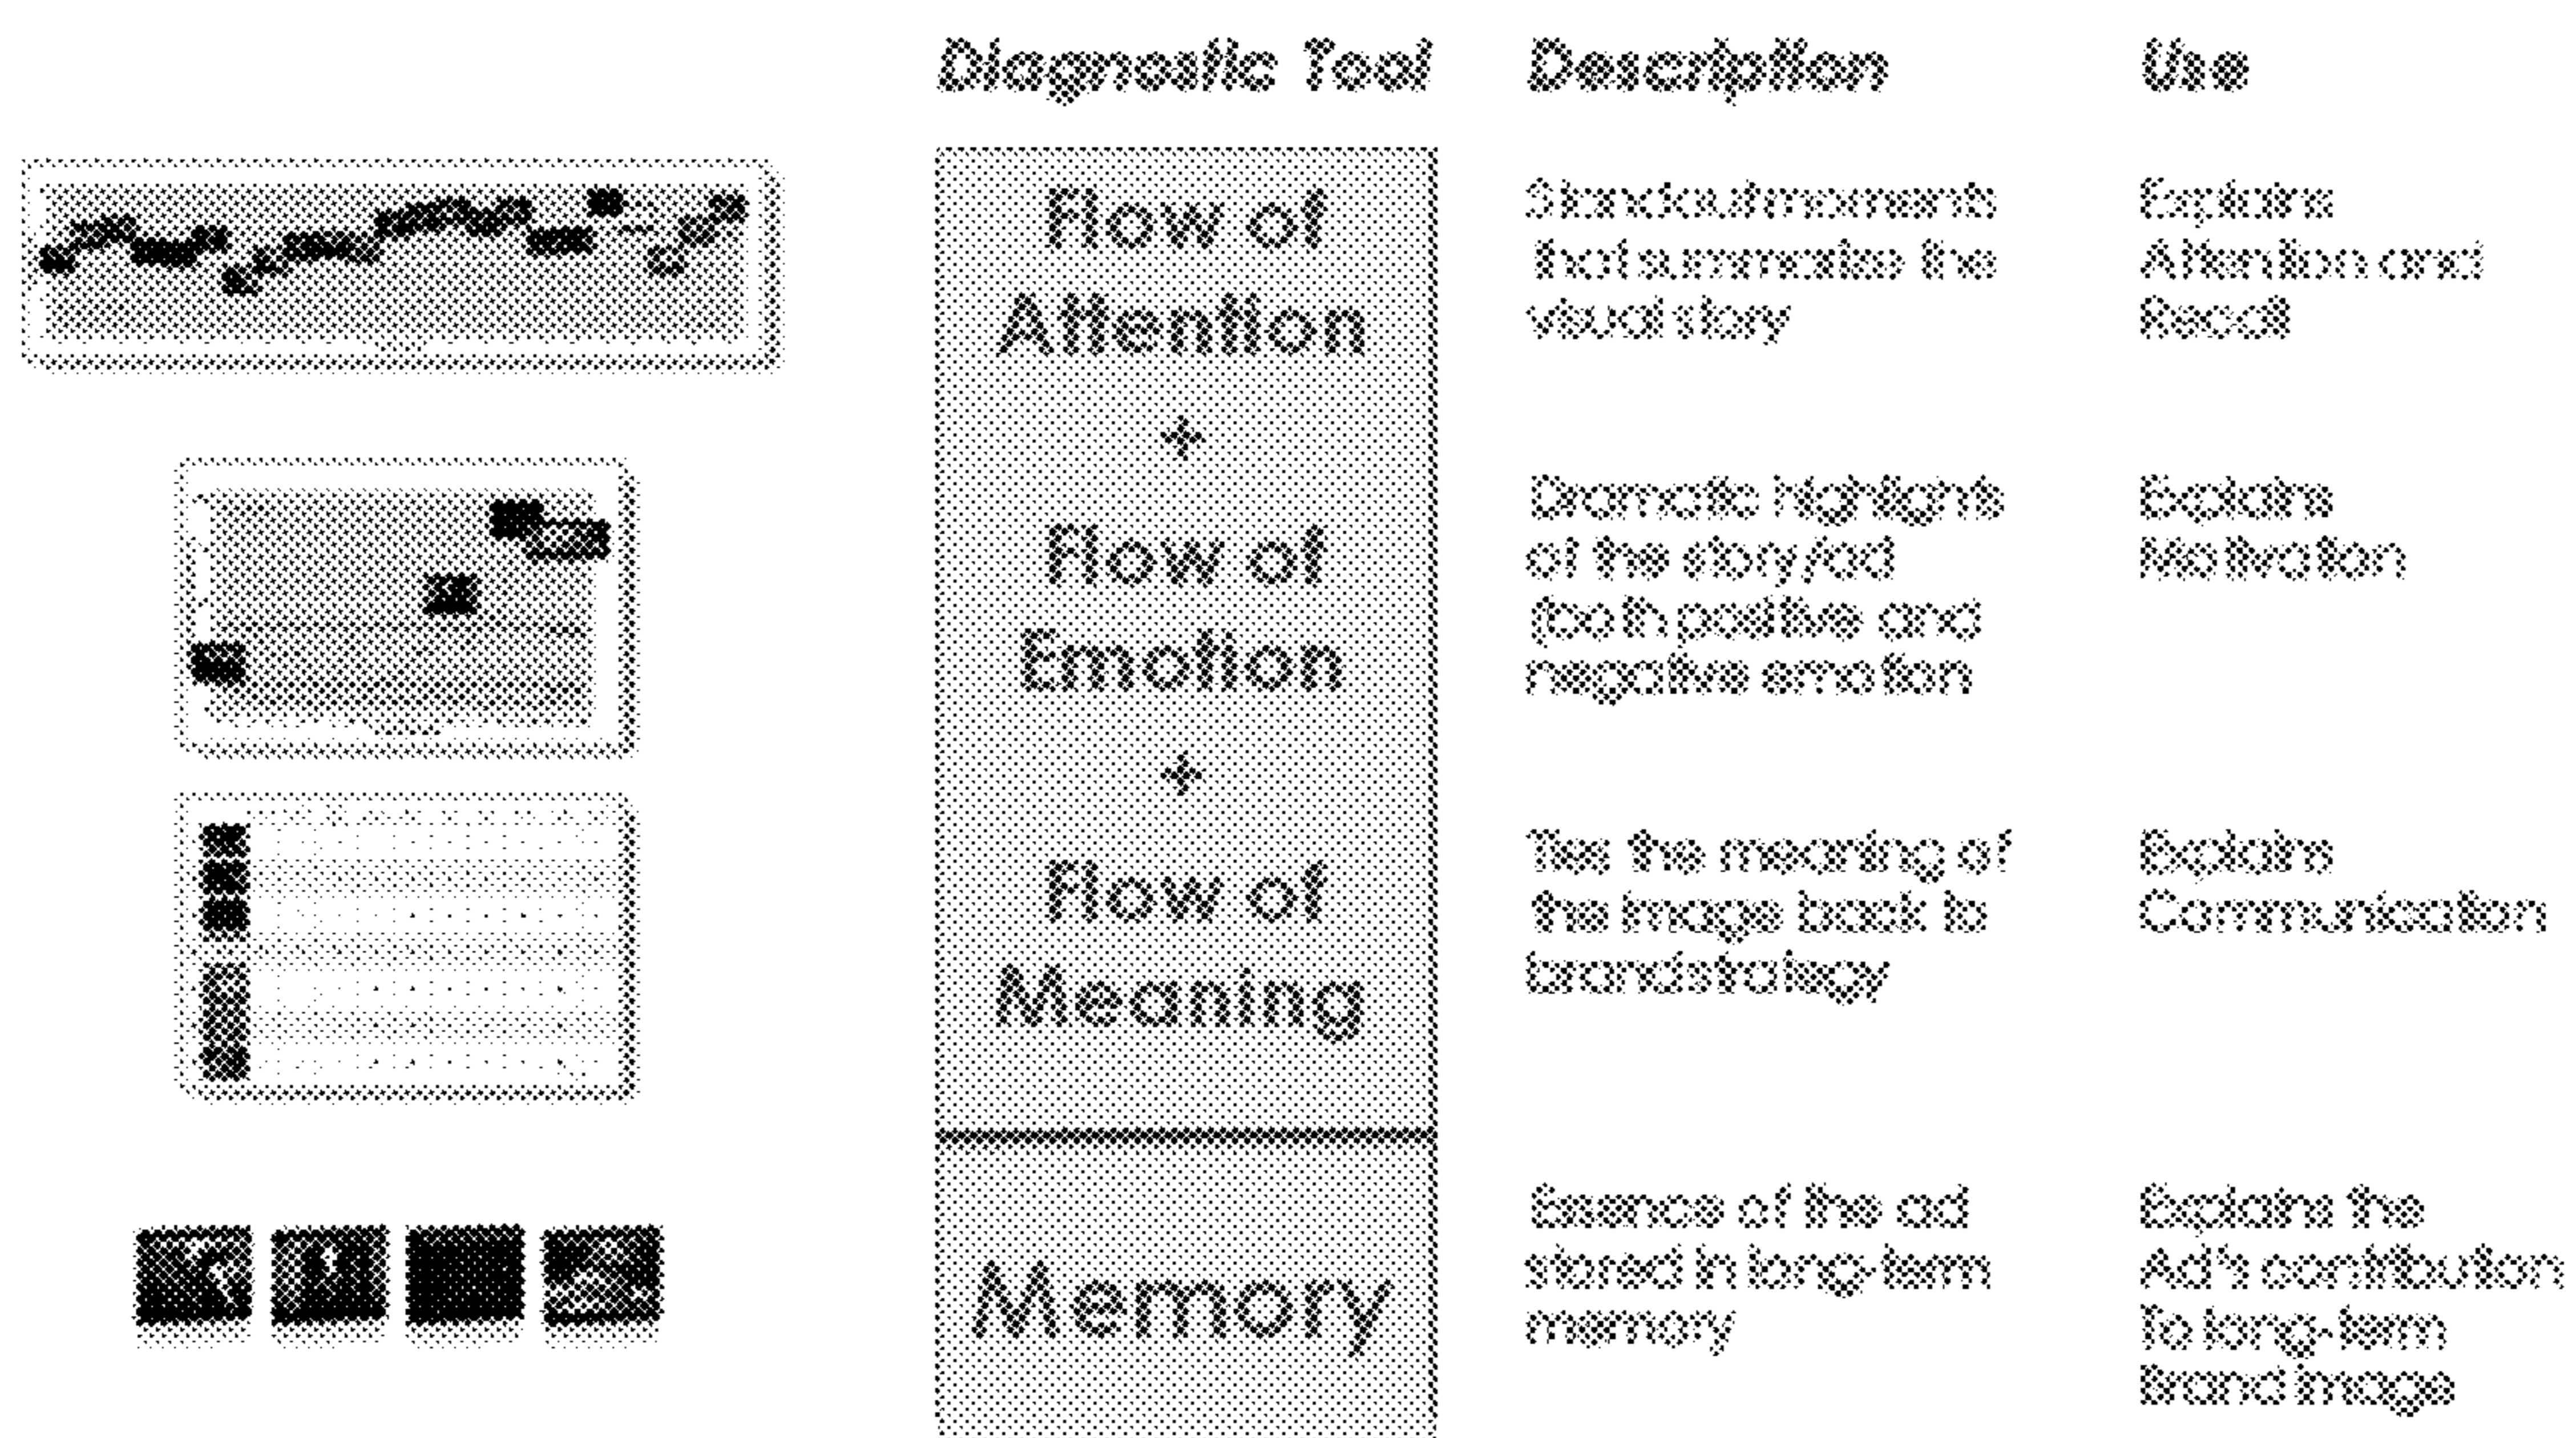 Diagnostic Tool Description Use
Flow of
Attention
+
Flow of
Emotion
+
Flow of
Meaning
Memory
Standout moments
that summarize the
visual story
Dramatic highlights
of the story/ad
(both positive and
negative emotion
Ties the meaning of
the image back to
brand strategy
Essence of the ad
stored in long-term
memory
Explains
Attention and
Recall
Explains
Motivation
Explains
Communication
Explains the
Ad's contribution
To long-term
Brand image